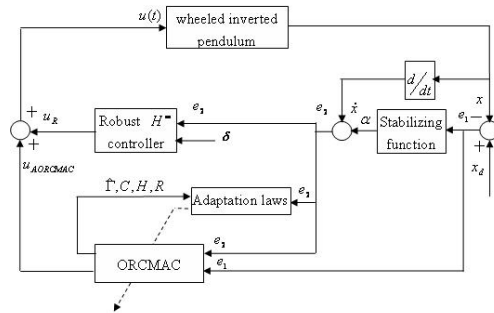 u(t)
wheeled inverted
pendulum
d/dt
x
+
u_R
Robust H∞
controller
e_2
δ
e_2
ẋ
α
Stabilizing
function
e_1
−
+
x_d
+
u_AORCMAC
Γ̂, C, H, R
Adaptation laws
e_2
ORCMAC
e_2
e_1